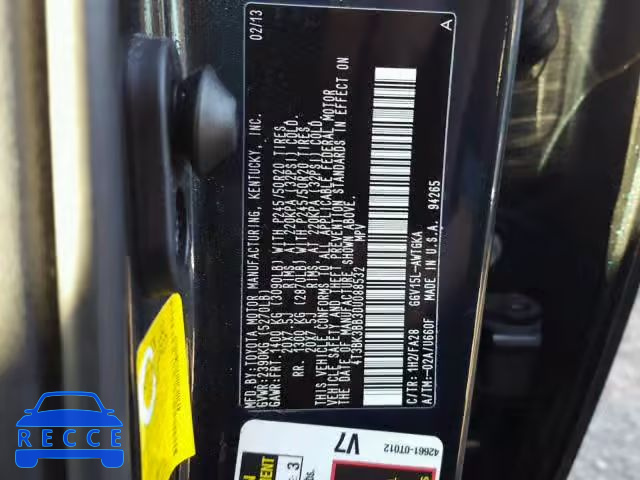 MFD.BY:TOYOTA MOTOR MANUFACTURING, KENTUCKY, INC. 02/13 A
GVWR:2390KG (5270LB)
GAWR:FRT.1400 KG (3090LB) WITH P245/50R20 TIRES
20X7.5J RIMS, AT 220KPA (32PSI) COLD.
RR. 1300 KG (2870LB) WITH P245/50R20 TIRES
20X7.5J RIMS, AT 220KPA (32PSI) COLD.
THIS VEHICLE CONFORMS TO ALL APPLICABLE FEDERAL MOTOR
VEHICLE SAFETY AND THEFT PREVENTION STANDARDS IN EFFECT ON
THE DATE OF MANUFACTURE SHOWN ABOVE.
4T3BK3BB3DU088532 MPV
C/TR:1H2/FA28 GGV15L-AWTGKA
A/TM:-02A/U660F MADE IN U.S.A. 94265
42661-0T012
V7
C
3
RECCE